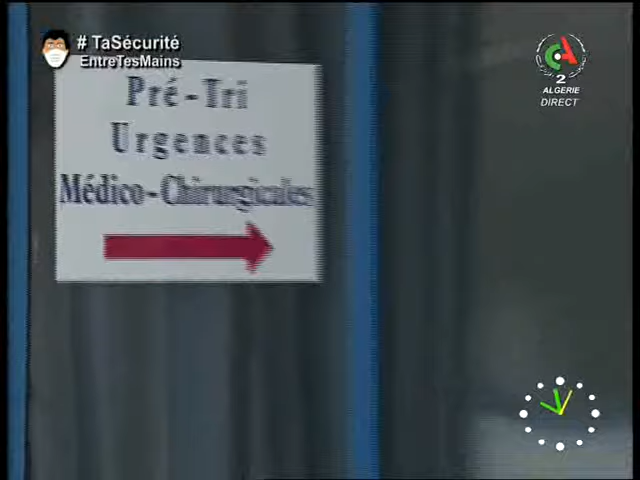 # TaSécurité
EntreTesMains
Pré-Tri
Urgences
Médico-Chirurgicales
2
ALGERIE
DIRECT